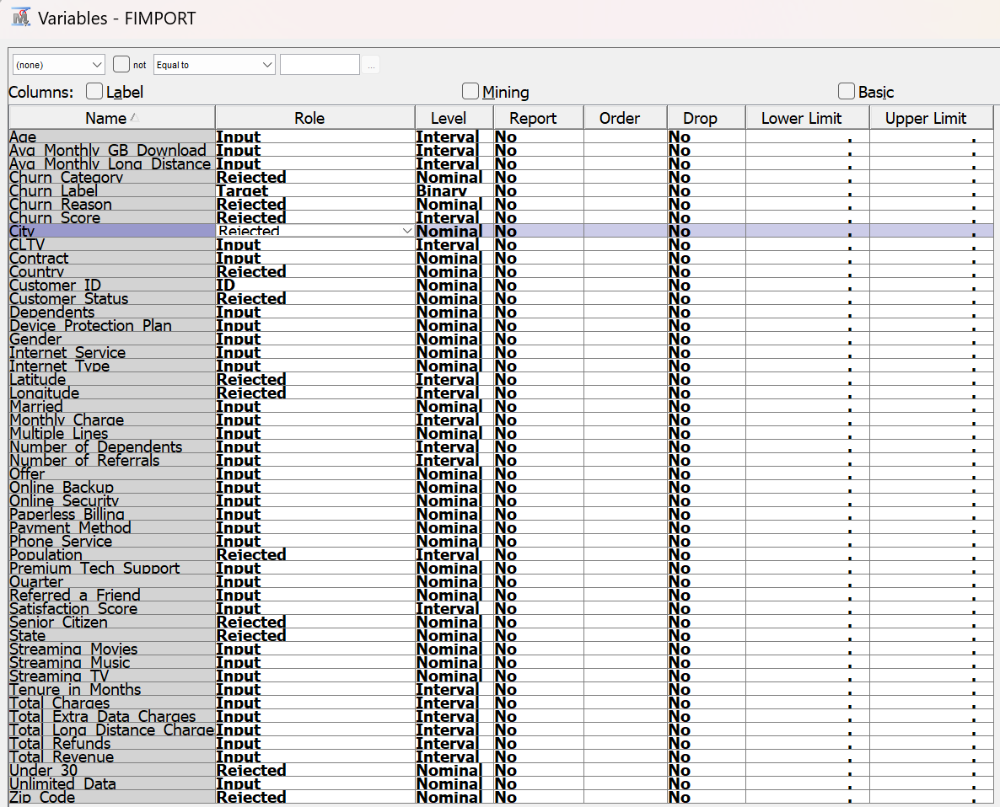 Variables - FIMPORT
(none) not Equal to ...
Columns: Label Mining Basic
Name Role Level Report Order Drop Lower Limit Upper Limit
Age Input Interval No No . .
Avg_Monthly_GB_Download Input Interval No No . .
Avg_Monthly_Long_Distance Input Interval No No . .
Churn_Category Rejected Nominal No No . .
Churn_Label Target Binary No No . .
Churn_Reason Rejected Nominal No No . .
Churn_Score Rejected Interval No No . .
City Rejected Nominal No No . .
CLTV Input Interval No No . .
Contract Input Nominal No No . .
Country Rejected Nominal No No . .
Customer_ID ID Nominal No No . .
Customer_Status Rejected Nominal No No . .
Dependents Input Nominal No No . .
Device_Protection_Plan Input Nominal No No . .
Gender Input Nominal No No . .
Internet_Service Input Nominal No No . .
Internet_Type Input Nominal No No . .
Latitude Rejected Interval No No . .
Longitude Rejected Interval No No . .
Married Input Nominal No No . .
Monthly_Charge Input Interval No No . .
Multiple_Lines Input Nominal No No . .
Number_of_Dependents Input Interval No No . .
Number_of_Referrals Input Interval No No . .
Offer Input Nominal No No . .
Online_Backup Input Nominal No No . .
Online_Security Input Nominal No No . .
Paperless_Billing Input Nominal No No . .
Payment_Method Input Nominal No No . .
Phone_Service Input Nominal No No . .
Population Rejected Interval No No . .
Premium_Tech_Support Input Nominal No No . .
Quarter Input Nominal No No . .
Referred_a_Friend Input Nominal No No . .
Satisfaction_Score Input Interval No No . .
Senior_Citizen Rejected Nominal No No . .
State Rejected Nominal No No . .
Streaming_Movies Input Nominal No No . .
Streaming_Music Input Nominal No No . .
Streaming_TV Input Nominal No No . .
Tenure_in_Months Input Interval No No . .
Total_Charges Input Interval No No . .
Total_Extra_Data_Charges Input Interval No No . .
Total_Long_Distance_Charge Input Interval No No . .
Total_Refunds Input Interval No No . .
Total_Revenue Input Interval No No . .
Under_30 Rejected Nominal No No . .
Unlimited_Data Input Nominal No No . .
Zip_Code Rejected Nominal No No . .